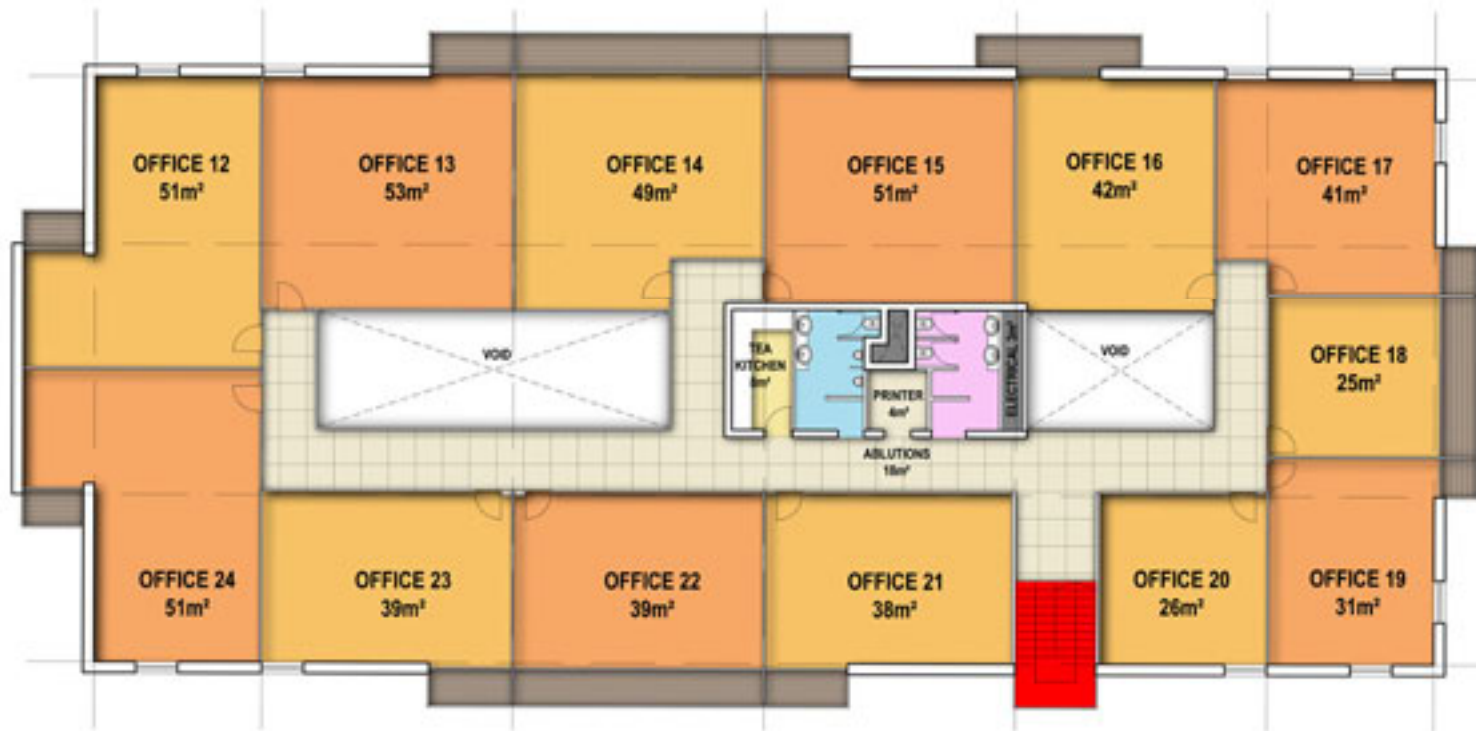 OFFICE 12
51m²
OFFICE 13
53m²
OFFICE 14
49m²
OFFICE 15
51m²
OFFICE 16
42m²
OFFICE 17
41m²
VOID
TEA
KITCHEN
8m²
PRINTER
4m²
ELECTRICAL 3m²
VOID
OFFICE 18
25m²
ABLUTIONS
18m²
OFFICE 24
51m²
OFFICE 23
39m²
OFFICE 22
39m²
OFFICE 21
38m²
OFFICE 20
26m²
OFFICE 19
31m²